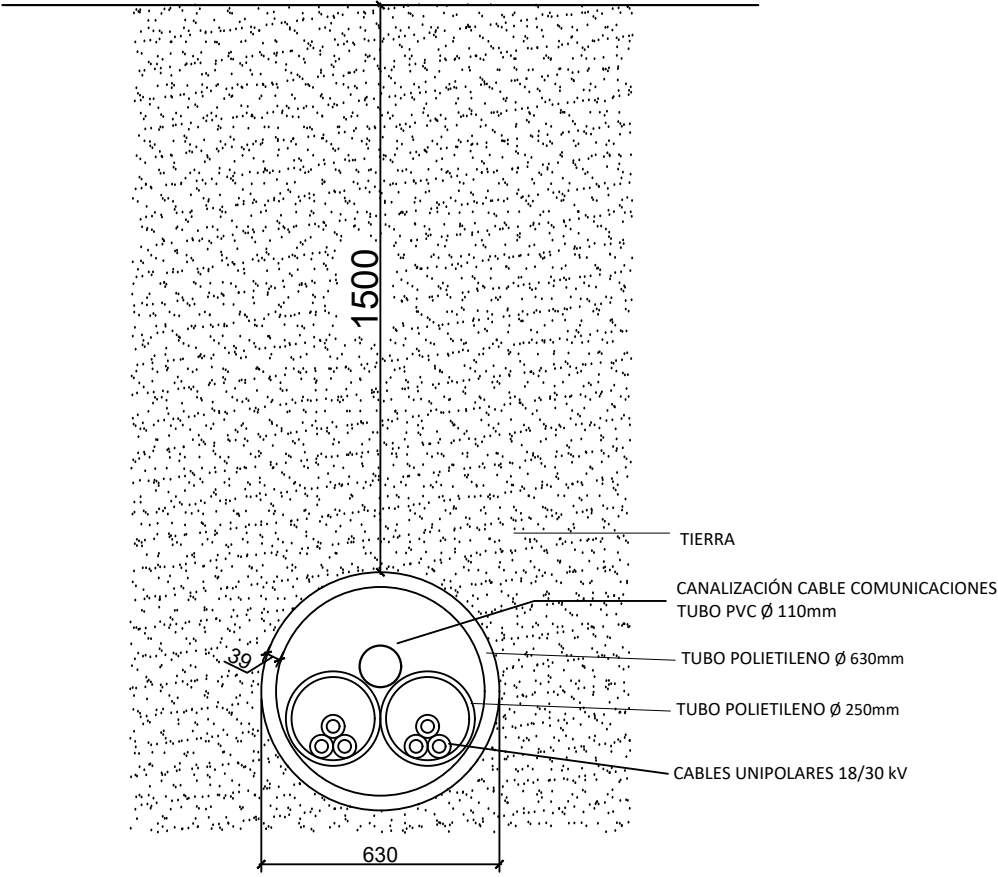 1500
TIERRA
CANALIZACIÓN CABLE COMUNICACIONES
TUBO PVC Ø 110mm
39
TUBO POLIETILENO Ø 630mm
TUBO POLIETILENO Ø 250mm
CABLES UNIPOLARES 18/30 kV
630